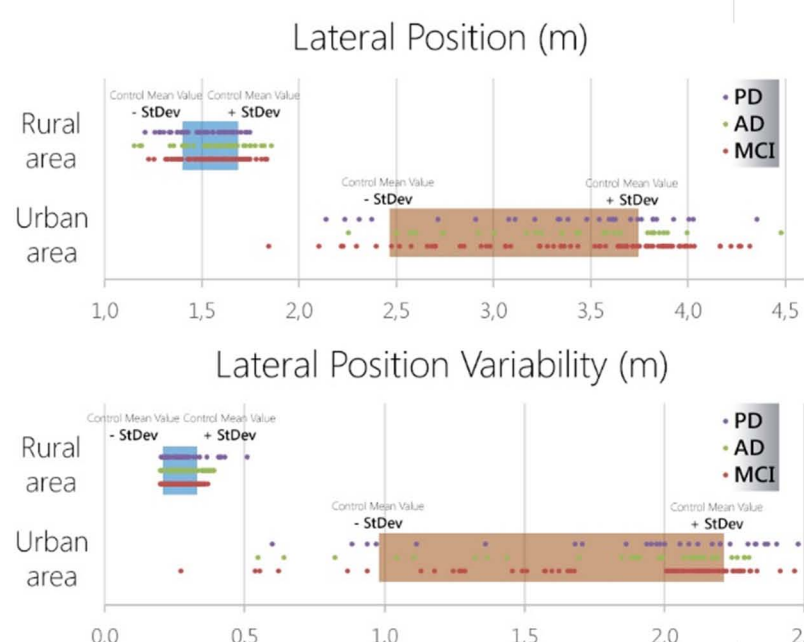 Lateral Position (m)
Control Mean Value Control Mean Value
- StDev + StDev
Rural
area
PD
AD
MCI
Control Mean Value Control Mean Value
- StDev + StDev
Urban
area
1,0 1,5 2,0 2,5 3,0 3,5 4,0 4,5
Lateral Position Variability (m)
Control Mean Value Control Mean Value
- StDev + StDev
Rural
area
PD
AD
MCI
Control Mean Value Control Mean Value
- StDev + StDev
Urban
area
0,0 0,5 1,0 1,5 2,0